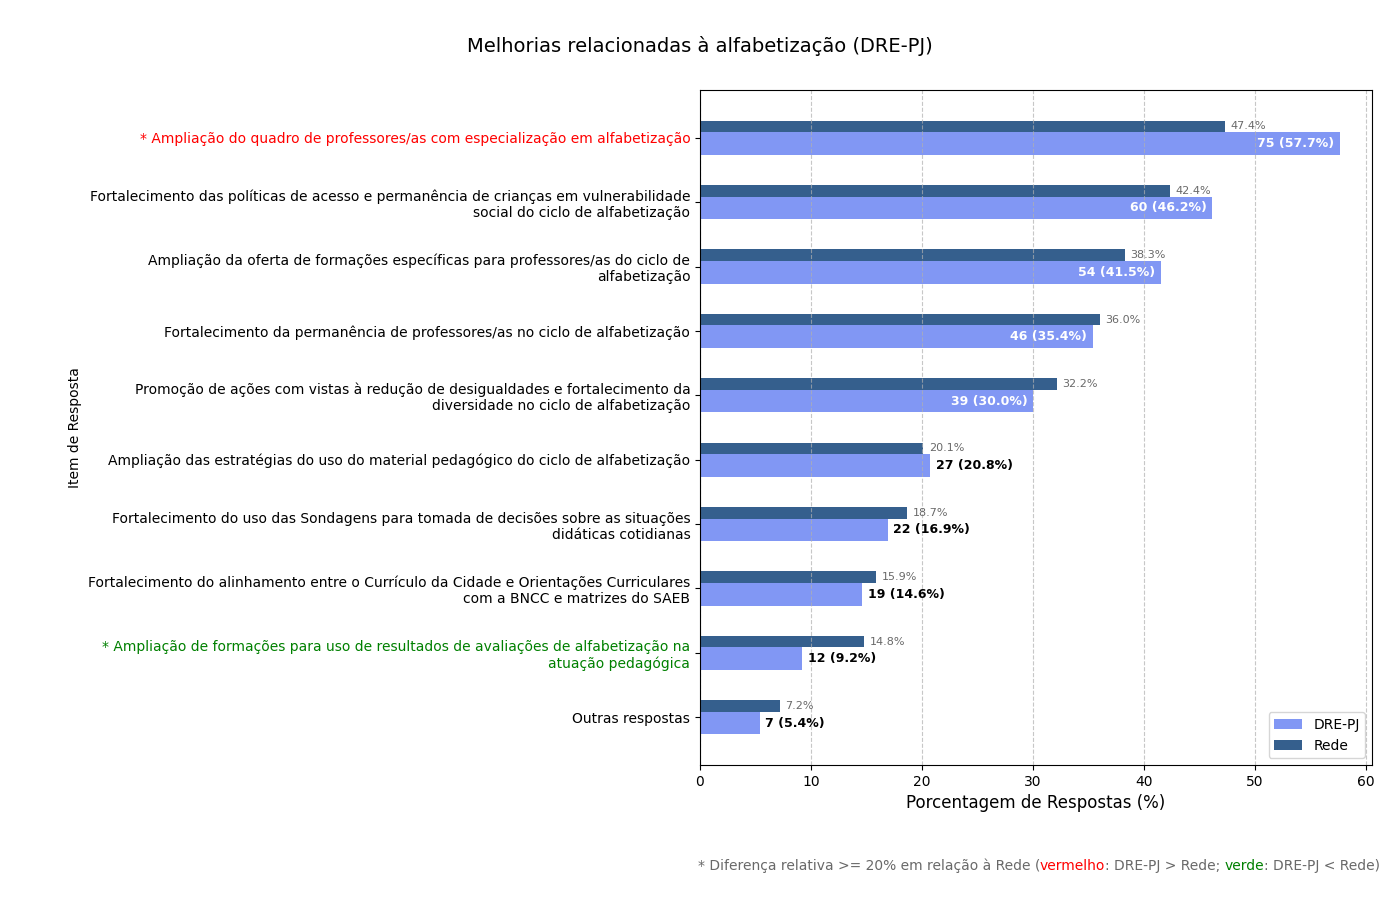 Melhorias relacionadas à alfabetização (DRE-PJ)
* Ampliação do quadro de professores/as com especialização em alfabetização
47.4%
75 (57.7%)
Fortalecimento das políticas de acesso e permanência de crianças em vulnerabilidade
social do ciclo de alfabetização
42.4%
60 (46.2%)
Ampliação da oferta de formações específicas para professores/as do ciclo de
alfabetização
38.3%
54 (41.5%)
Fortalecimento da permanência de professores/as no ciclo de alfabetização
36.0%
46 (35.4%)
Promoção de ações com vistas à redução de desigualdades e fortalecimento da
diversidade no ciclo de alfabetização
32.2%
39 (30.0%)
Ampliação das estratégias do uso do material pedagógico do ciclo de alfabetização
20.1%
27 (20.8%)
Fortalecimento do uso das Sondagens para tomada de decisões sobre as situações
didáticas cotidianas
18.7%
22 (16.9%)
Fortalecimento do alinhamento entre o Currículo da Cidade e Orientações Curriculares
com a BNCC e matrizes do SAEB
15.9%
19 (14.6%)
* Ampliação de formações para uso de resultados de avaliações de alfabetização na
atuação pedagógica
14.8%
12 (9.2%)
Outras respostas
7.2%
7 (5.4%)
Item de Resposta
DRE-PJ
Rede
0 10 20 30 40 50 60
Porcentagem de Respostas (%)
* Diferença relativa >= 20% em relação à Rede (vermelho: DRE-PJ > Rede; verde: DRE-PJ < Rede)